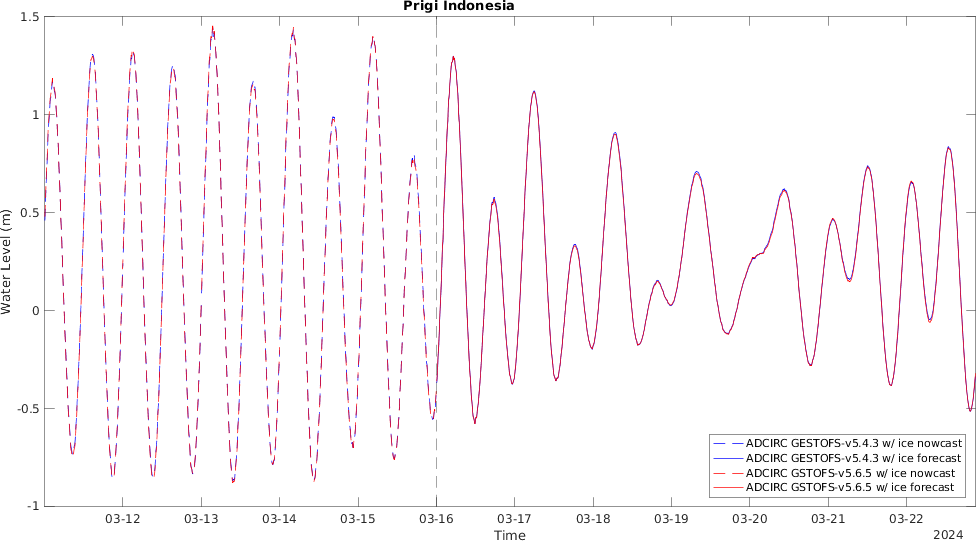 Prigi Indonesia
1.5
1
0.5
0
-0.5
-1
Water Level (m)
ADCIRC GESTOFS-v5.4.3 w/ ice nowcast
ADCIRC GESTOFS-v5.4.3 w/ ice forecast
ADCIRC GSTOFS-v5.6.5 w/ ice nowcast
ADCIRC GSTOFS-v5.6.5 w/ ice forecast
03-12 03-13 03-14 03-15 03-16 03-17 03-18 03-19 03-20 03-21 03-22
Time
2024